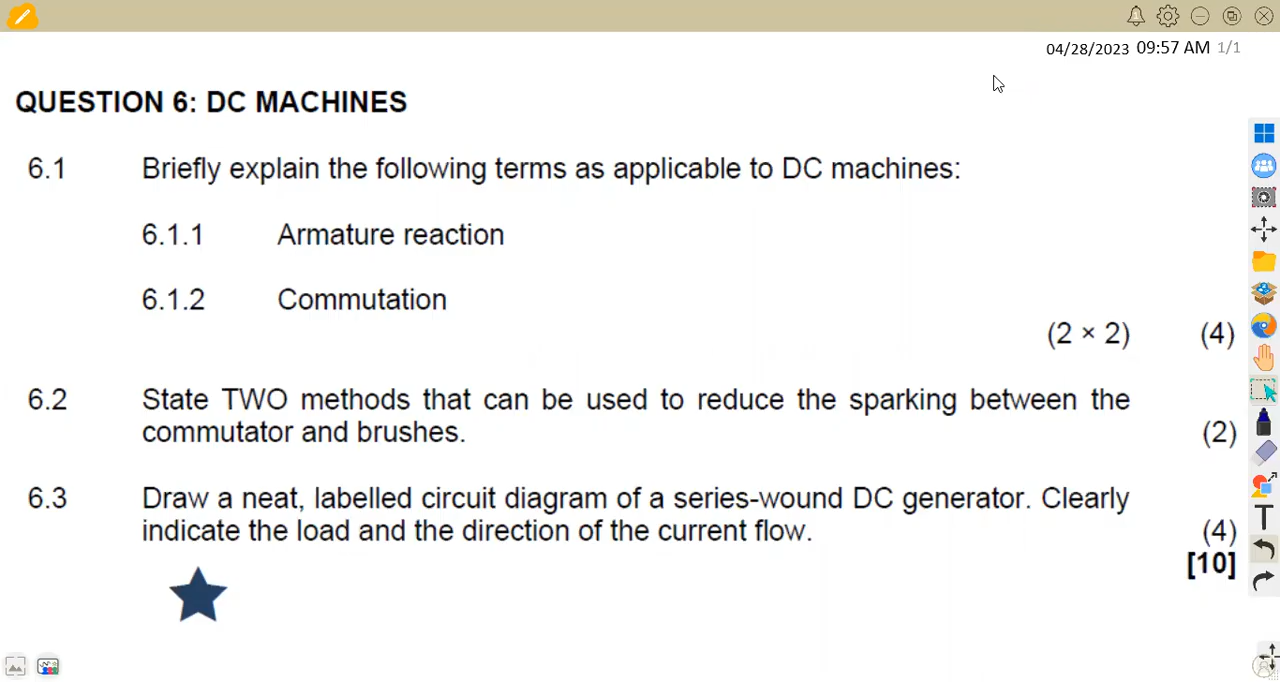 04/28/2023 09:57 AM 1/1
QUESTION 6: DC MACHINES
6.1 Briefly explain the following terms as applicable to DC machines:
6.1.1 Armature reaction
6.1.2 Commutation
(2 × 2) (4)
6.2 State TWO methods that can be used to reduce the sparking between the
commutator and brushes. (2)
6.3 Draw a neat, labelled circuit diagram of a series-wound DC generator. Clearly
indicate the load and the direction of the current flow. (4)
[10]